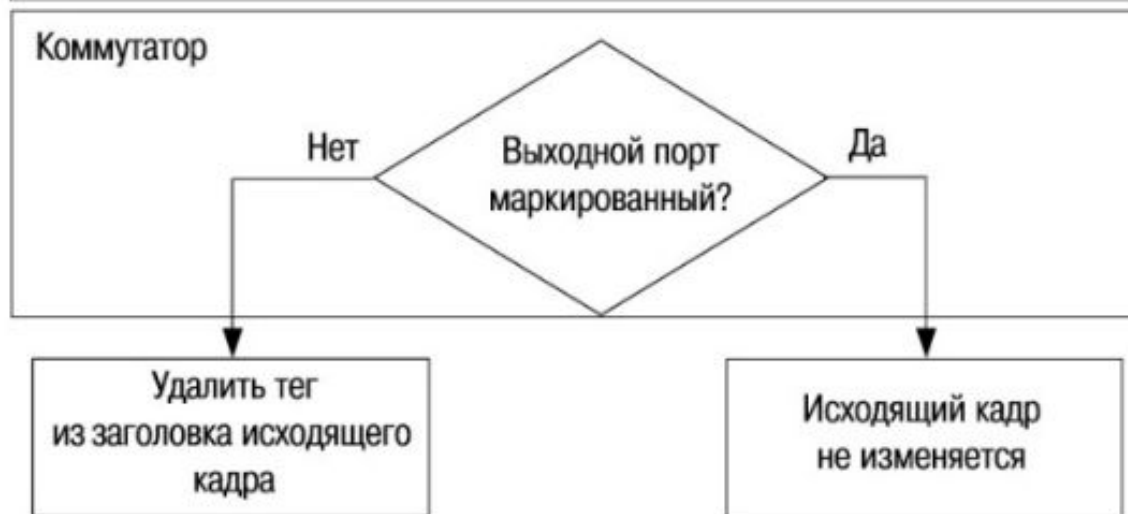 Коммутатор
Нет
Выходной порт
маркированный?
Да
Удалить тег
из заголовка исходящего
кадра
Исходящий кадр
не изменяется